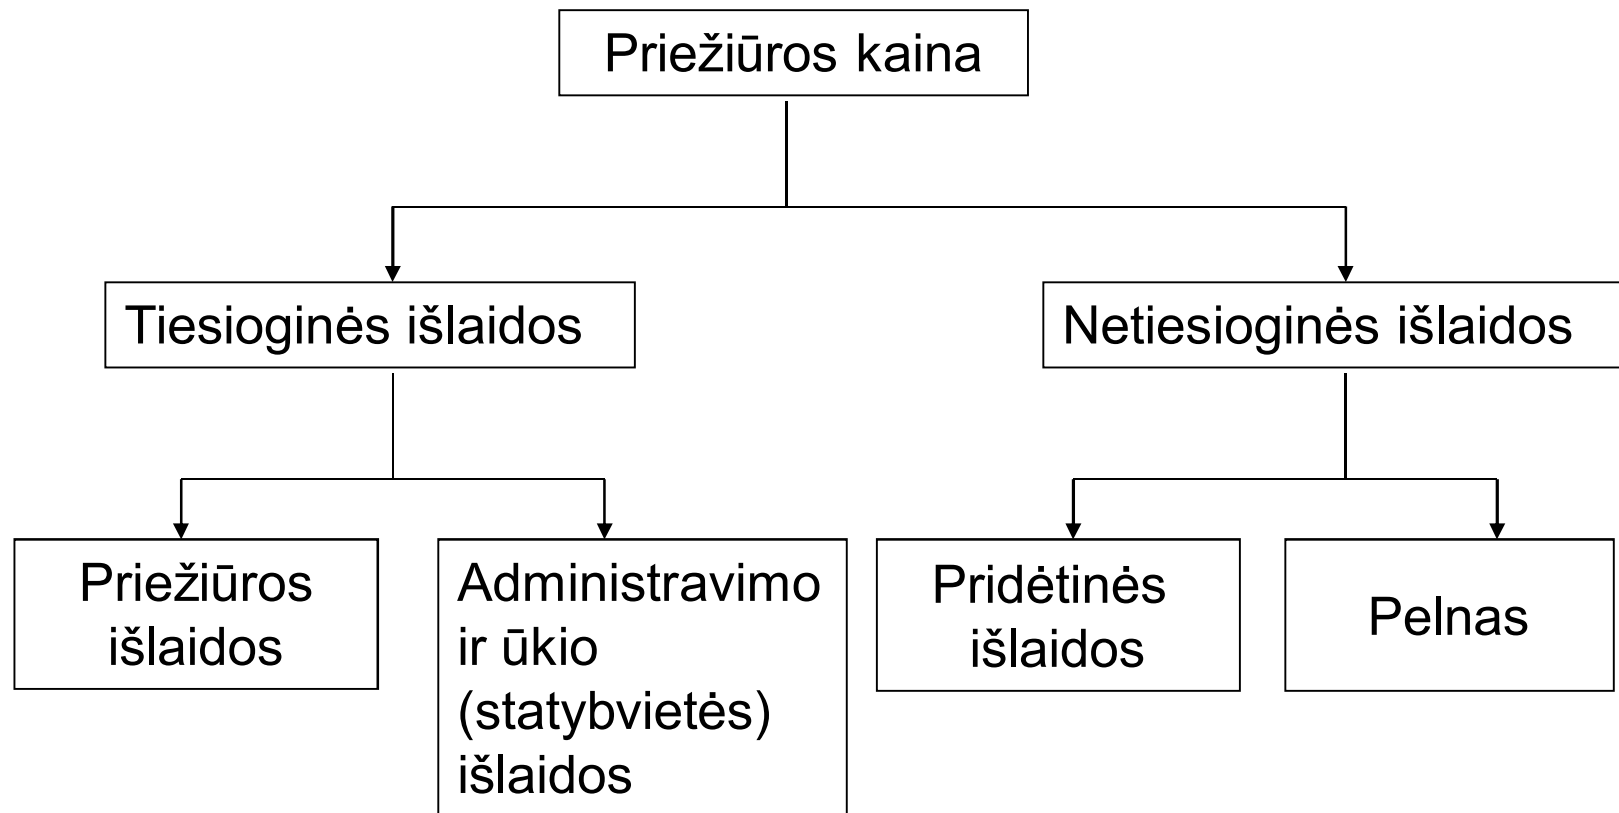 Priežiūros kaina
Tiesioginės išlaidos
Netiesioginės išlaidos
Priežiūros
išlaidos
Administravimo
ir ūkio
(statybvietės)
išlaidos
Pridėtinės
išlaidos
Pelnas